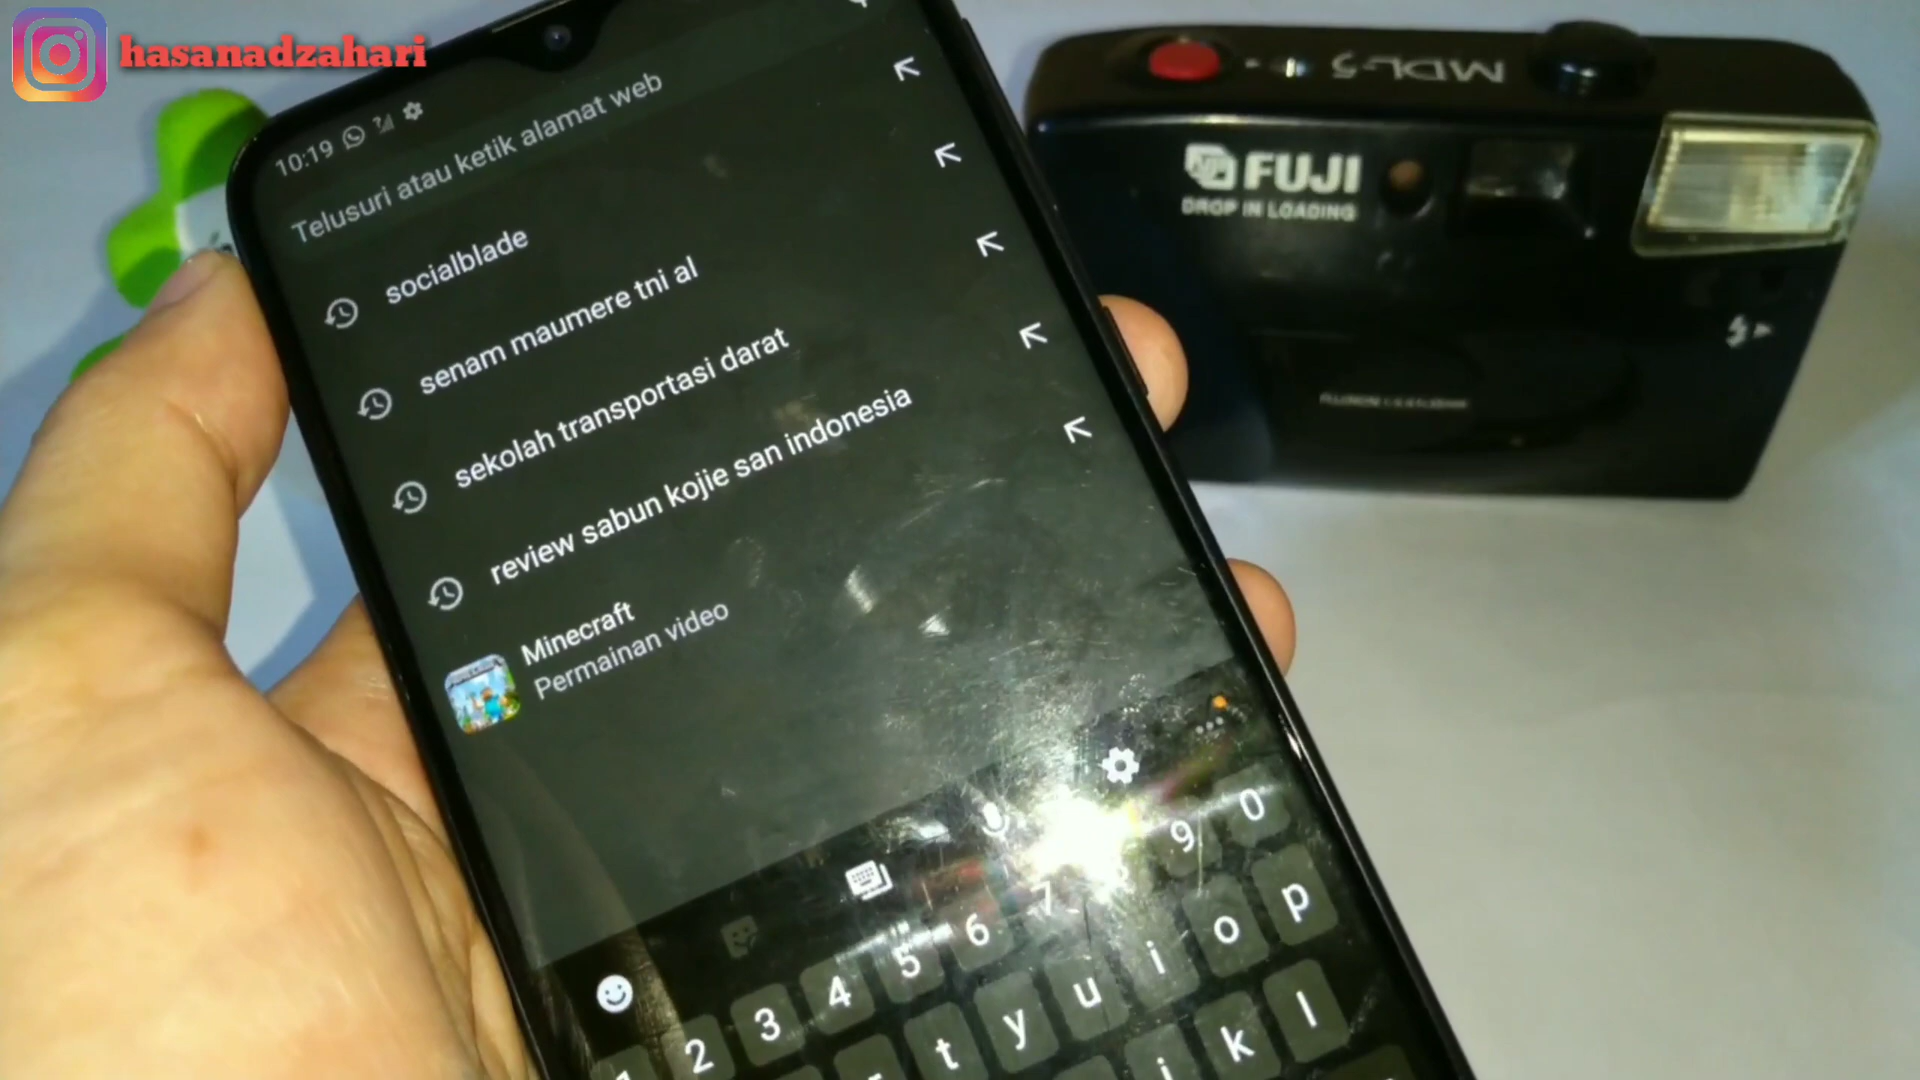 hasanadzahari
10:19
Telusuri atau ketik alamat web
socialblade
senam maumere tni al
sekolah transportasi darat
review sabun kojie san indonesia
Minecraft
Permainan video
1 2 3 4 5 6 7 9 0
t y u i o p
j k l
MDL-5
FUJI
DROP IN LOADING